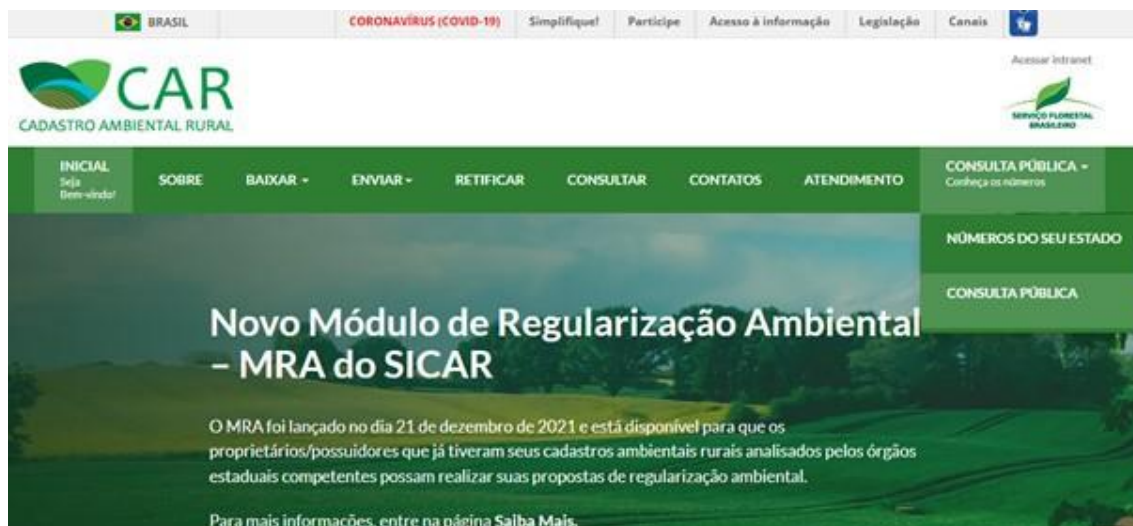 BRASIL CORONAVÍRUS (COVID-19) Simplifique! Participe Acesso à informação Legislação Canais
Acessar intranet
CAR
CADASTRO AMBIENTAL RURAL
SERVIÇO FLORESTAL
BRASILEIRO
INICIAL
Seja
Bem-vindo!
SOBRE BAIXAR ENVIAR RETIFICAR CONSULTAR CONTATOS ATENDIMENTO
CONSULTA PÚBLICA
Conheça os números
NÚMEROS DO SEU ESTADO
CONSULTA PÚBLICA
Novo Módulo de Regularização Ambiental
– MRA do SICAR
O MRA foi lançado no dia 21 de dezembro de 2021 e está disponível para que os
proprietários/possuidores que já tiveram seus cadastros ambientais rurais analisados pelos órgãos
estaduais competentes possam realizar suas propostas de regularização ambiental.
Para mais informações, entre na página Saiba Mais.